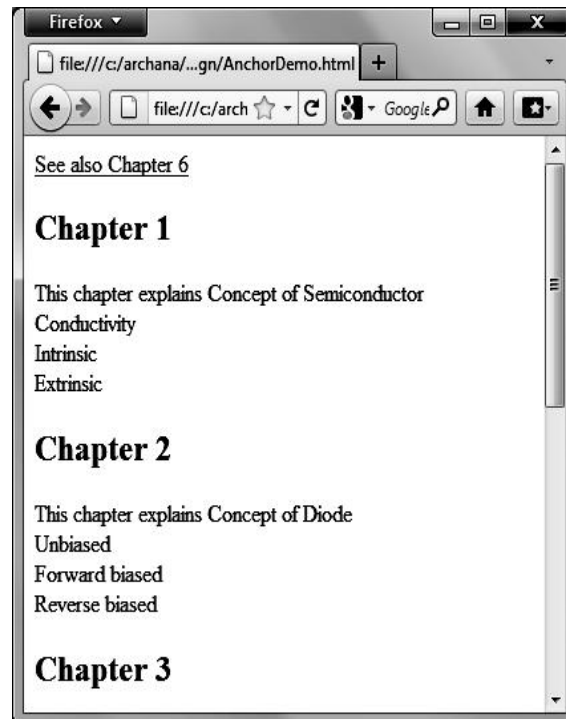 Firefox
file:///c:/archana/...gn/AnchorDemo.html
file:///c:/arch
Google
See also Chapter 6
Chapter 1
This chapter explains Concept of Semiconductor
Conductivity
Intrinsic
Extrinsic
Chapter 2
This chapter explains Concept of Diode
Unbiased
Forward biased
Reverse biased
Chapter 3